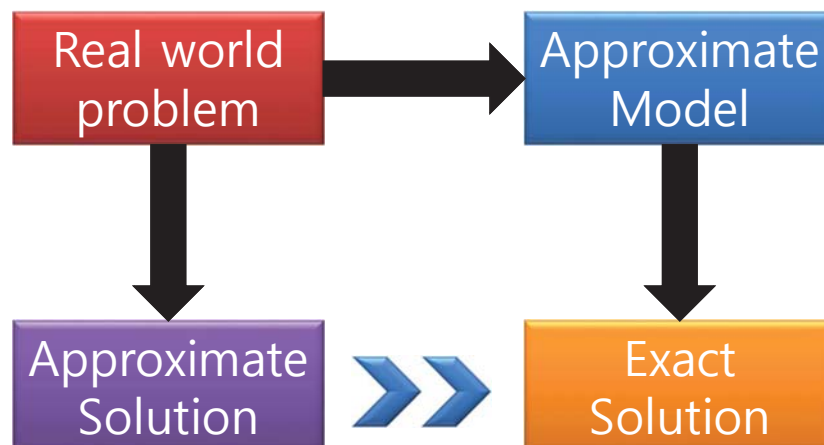 Real world
problem
Approximate
Model
Approximate
Solution
Exact
Solution